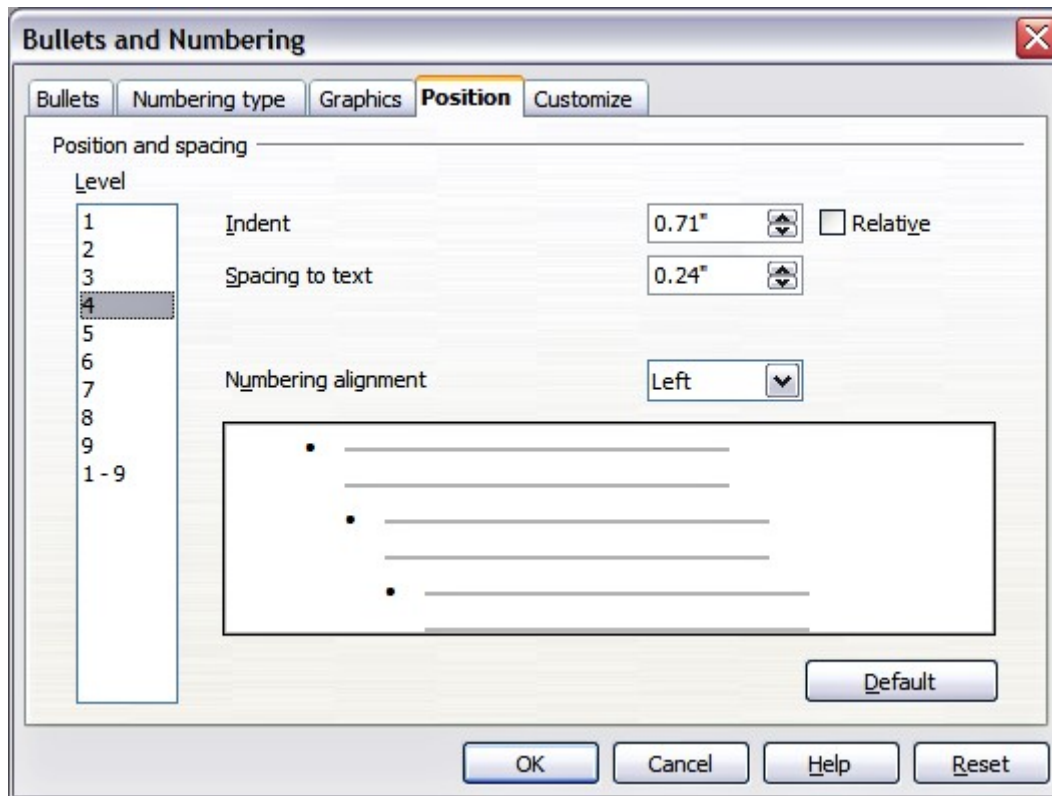 Bullets and Numbering
Bullets Numbering type Graphics Position Customize
Position and spacing
Level
1
2
3
4
5
6
7
8
9
1 - 9
Indent 0.71" Relative
Spacing to text 0.24"
Numbering alignment Left
Default
OK Cancel Help Reset